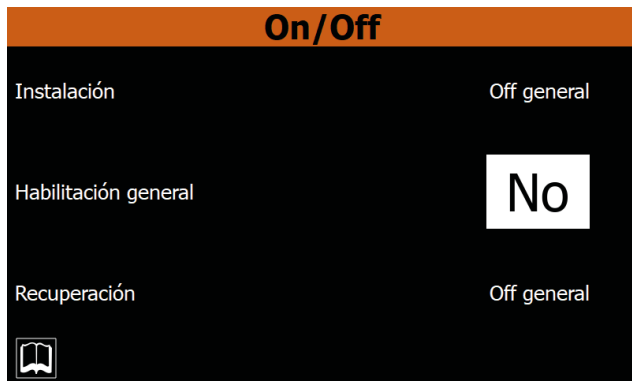 On/Off
Instalación Off general
Habilitación general No
Recuperación Off general